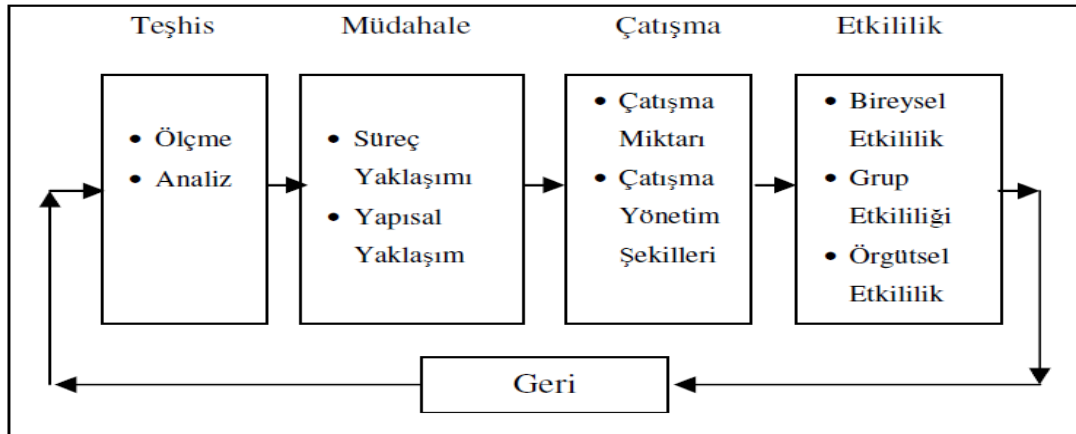 Teşhis
Müdahale
Çatışma
Etkililik
• Ölçme
• Analiz
• Süreç
Yaklaşımı
• Yapısal
Yaklaşım
• Çatışma
Miktarı
• Çatışma
Yönetim
Şekilleri
• Bireysel
Etkililik
• Grup
Etkililiği
• Örgütsel
Etkililik
Geri